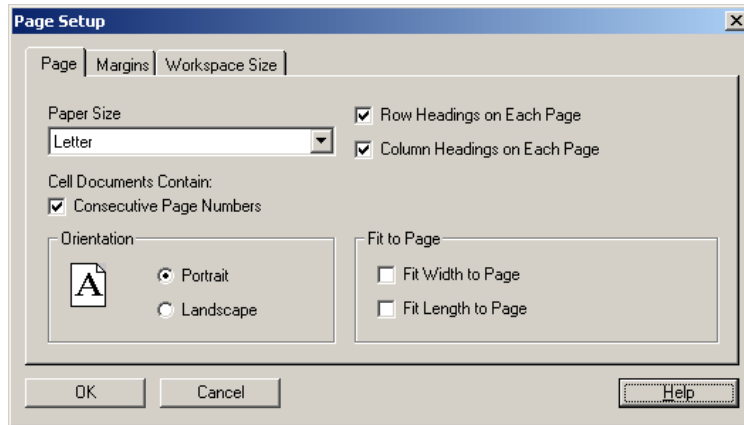 Page Setup
Page
Margins
Workspace Size
Paper Size
Letter
Row Headings on Each Page
Column Headings on Each Page
Cell Documents Contain:
Consecutive Page Numbers
Orientation
A
Portrait
Landscape
Fit to Page
Fit Width to Page
Fit Length to Page
OK
Cancel
Help